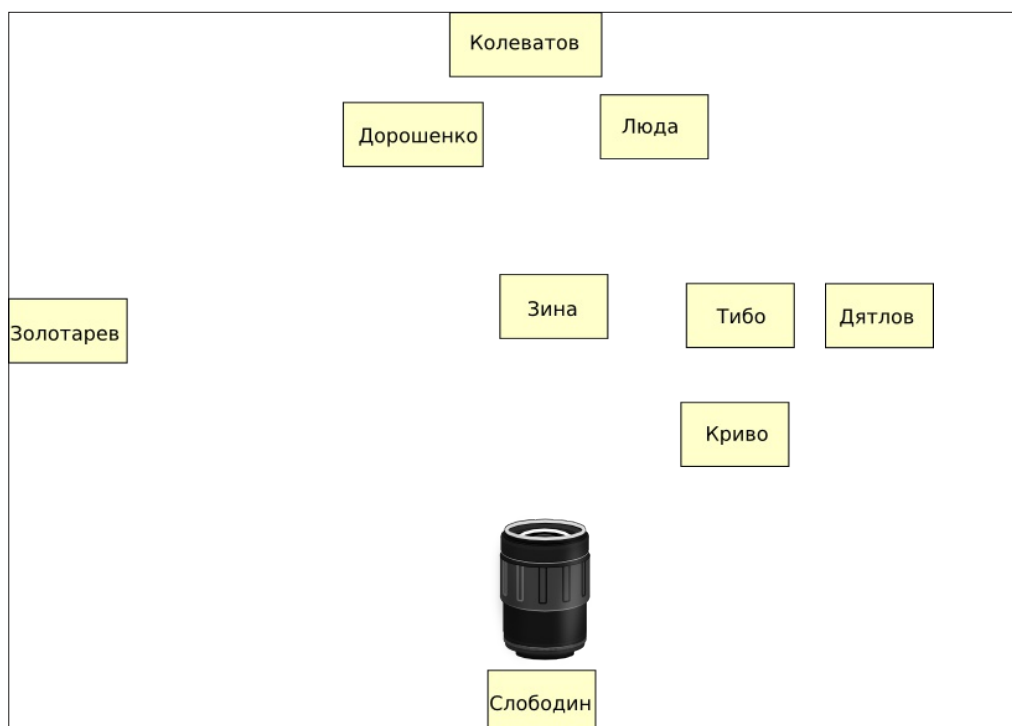 Колеватов
Дорошенко
Люда
Золотарев
Зина
Тибо
Дятлов
Криво
Слободин